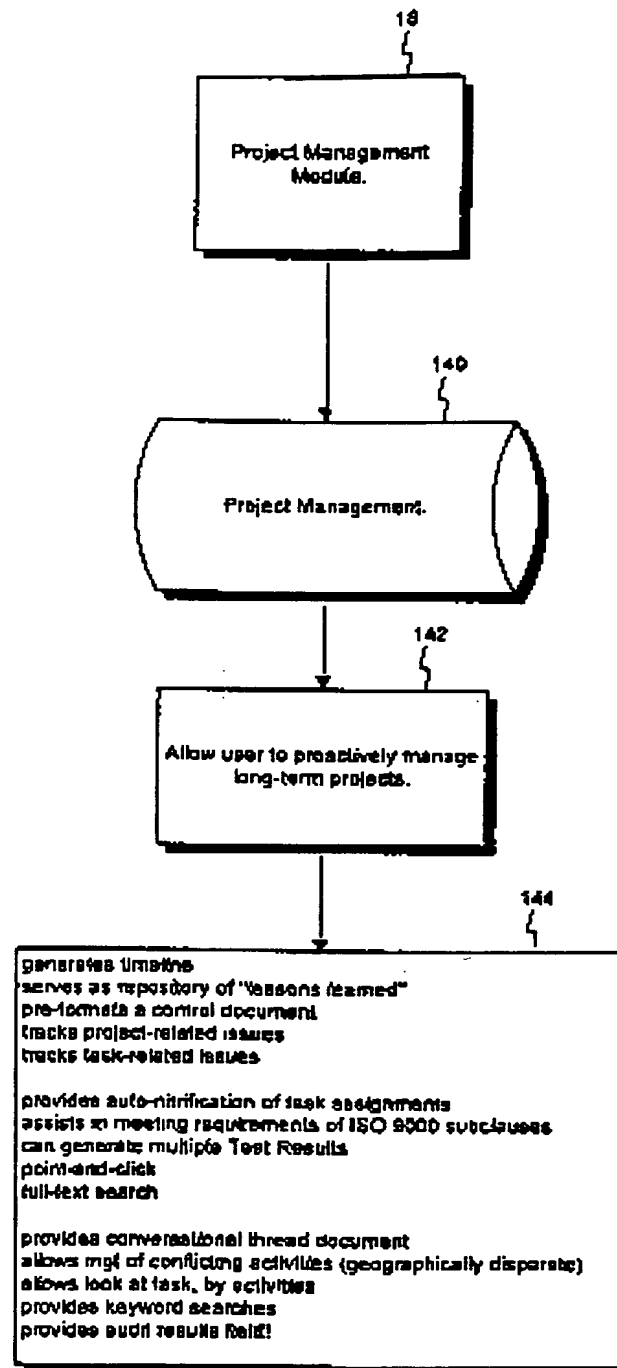 18
Project Management
Module.
140
Project Management.
142
Allow user to proactively manage
long-term projects.
144
generates timeline
serves as repository of "lessons learned"
pre-formats a control document
tracks project-related issues
tracks task-related issues
provides auto-nitrification of task assignments
assists in meeting requirements of ISO 9000 subclauses
can generate multiple Test Results
point-and-click
full-text search
provides conversational thread document
allows mgt of conflicting activities (geographically disparate)
allows look at task, by activities
provides keyword searches
provides audit results field!